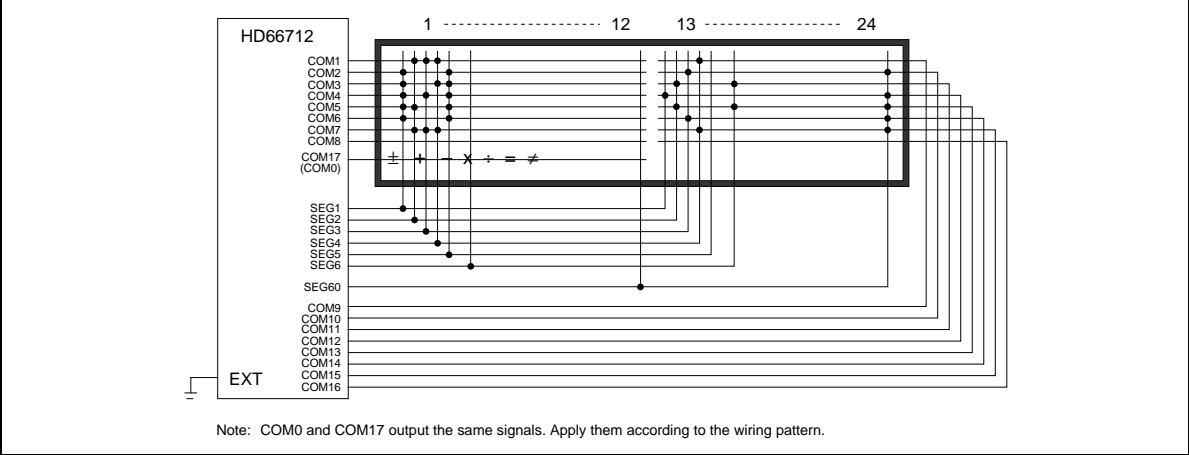 1 12 13 24
HD66712
COM1
COM2
COM3
COM4
COM5
COM6
COM7
COM8
COM17
(COM0)
± + − x ÷ = ≠
SEG1
SEG2
SEG3
SEG4
SEG5
SEG6
SEG60
COM9
COM10
COM11
COM12
COM13
COM14
COM15
COM16
EXT
Note: COM0 and COM17 output the same signals. Apply them according to the wiring pattern.